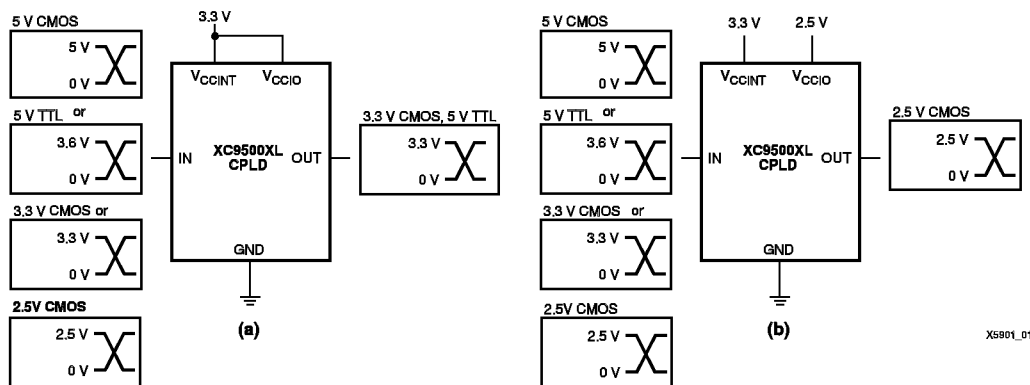 5 V CMOS
5 V
0 V
5 V TTL or
3.6 V
0 V
3.3 V CMOS or
3.3 V
0 V
2.5V CMOS
2.5 V
0 V
3.3 V
VCCINT VCCIO
IN XC9500XL OUT
CPLD
GND
3.3 V CMOS, 5 V TTL
3.3 V
0 V
(a)
5 V CMOS
5 V
0 V
5 V TTL or
3.6 V
0 V
3.3 V CMOS or
3.3 V
0 V
2.5V CMOS
2.5 V
0 V
3.3 V 2.5 V
VCCINT VCCIO
IN XC9500XL OUT
CPLD
GND
2.5 V CMOS
2.5 V
0 V
(b)
X5901_01